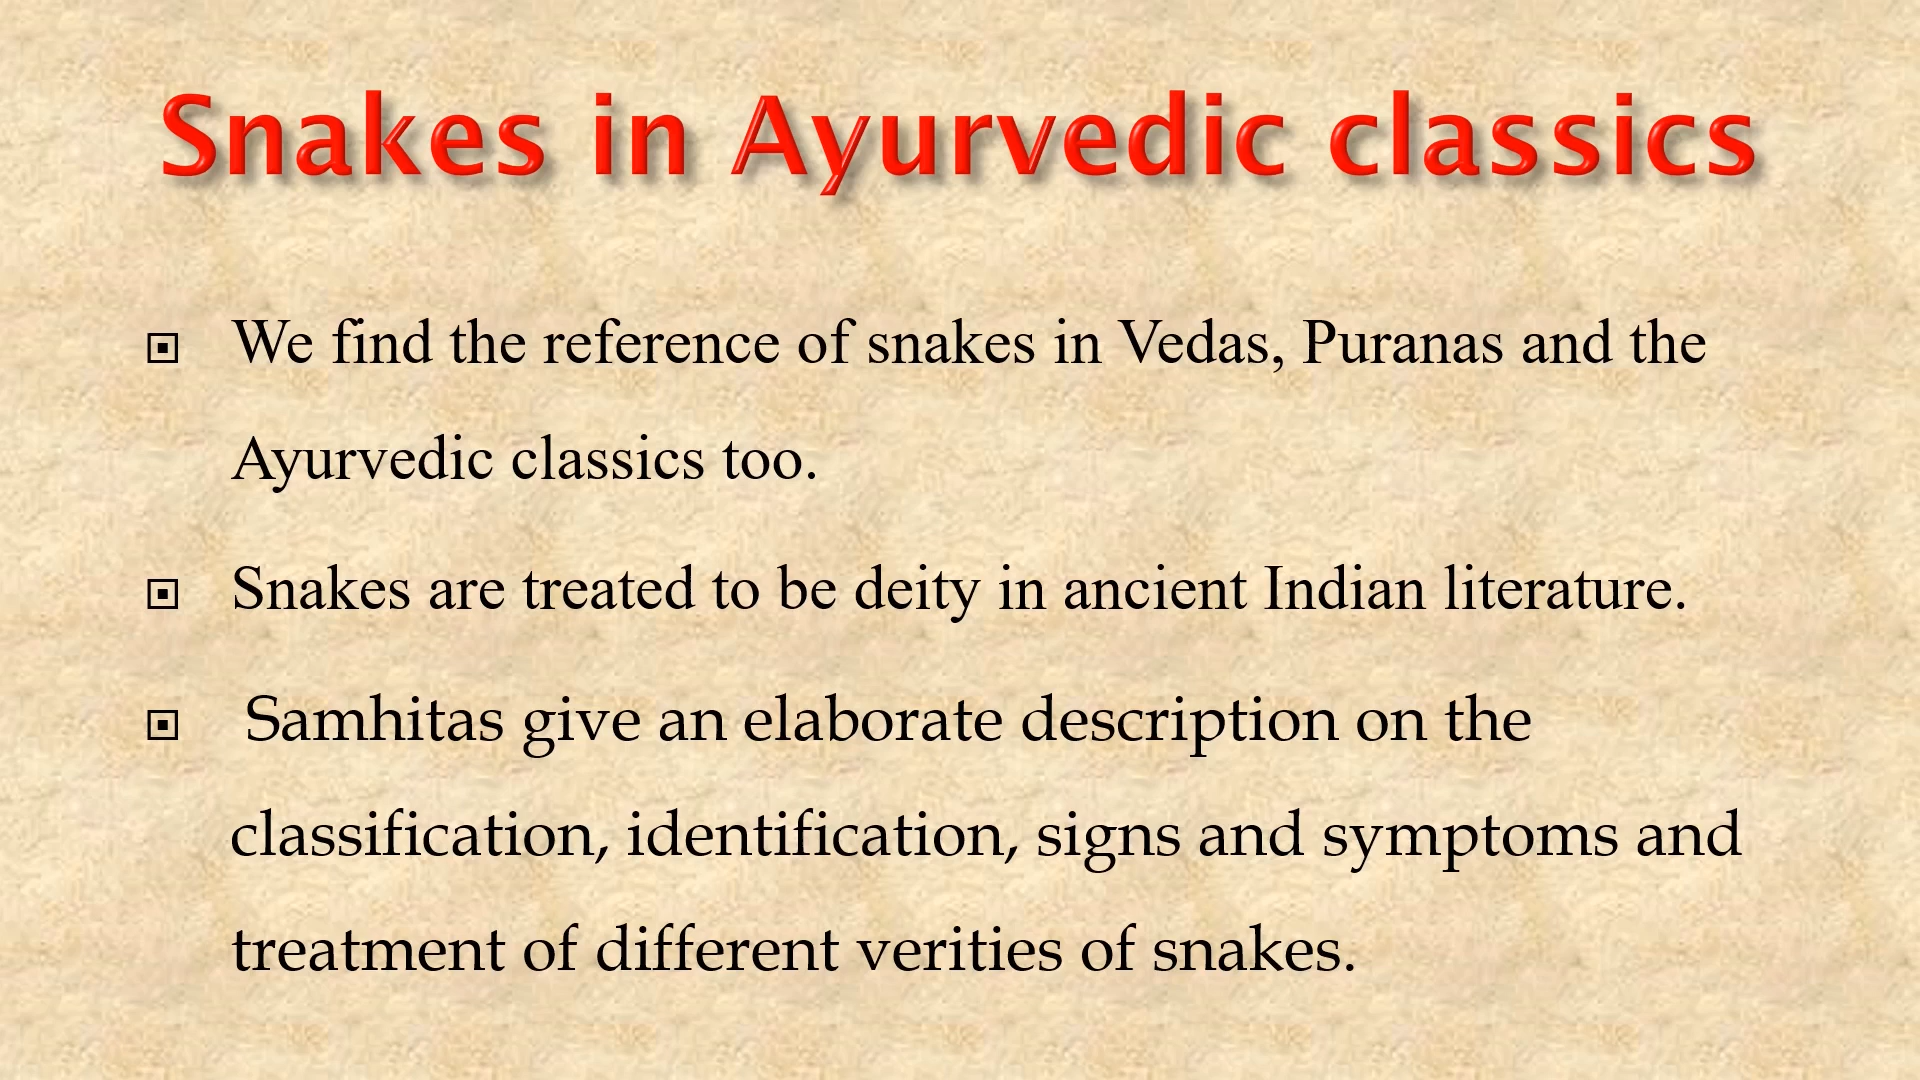 Snakes in Ayurvedic classics
We find the reference of snakes in Vedas, Puranas and the
Ayurvedic classics too.
Snakes are treated to be deity in ancient Indian literature.
Samhitas give an elaborate description on the
classification, identification, signs and symptoms and
treatment of different verities of snakes.